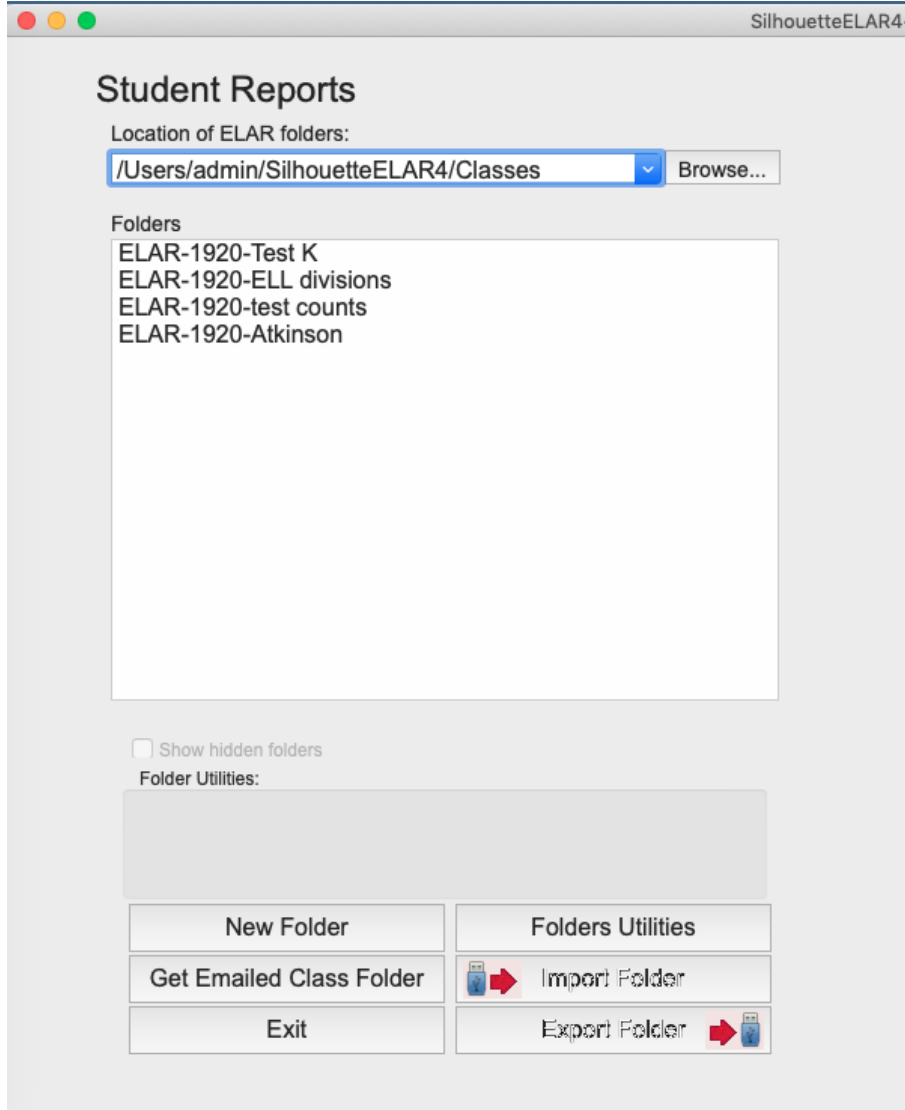 SilhouetteELAR4
Student Reports
Location of ELAR folders:
/Users/admin/SilhouetteELAR4/Classes
Browse...
Folders
ELAR-1920-Test K
ELAR-1920-ELL divisions
ELAR-1920-test counts
ELAR-1920-Atkinson
Show hidden folders
Folder Utilities:
New Folder
Folders Utilities
Get Emailed Class Folder
Import Folder
Exit
Export Folder